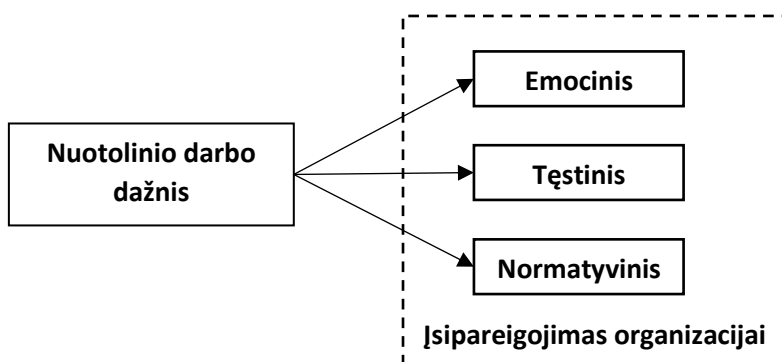 Emocinis
Nuotolinio darbo
dažnis
Tęstinis
Normatyvinis
Įsipareigojimas organizacijai